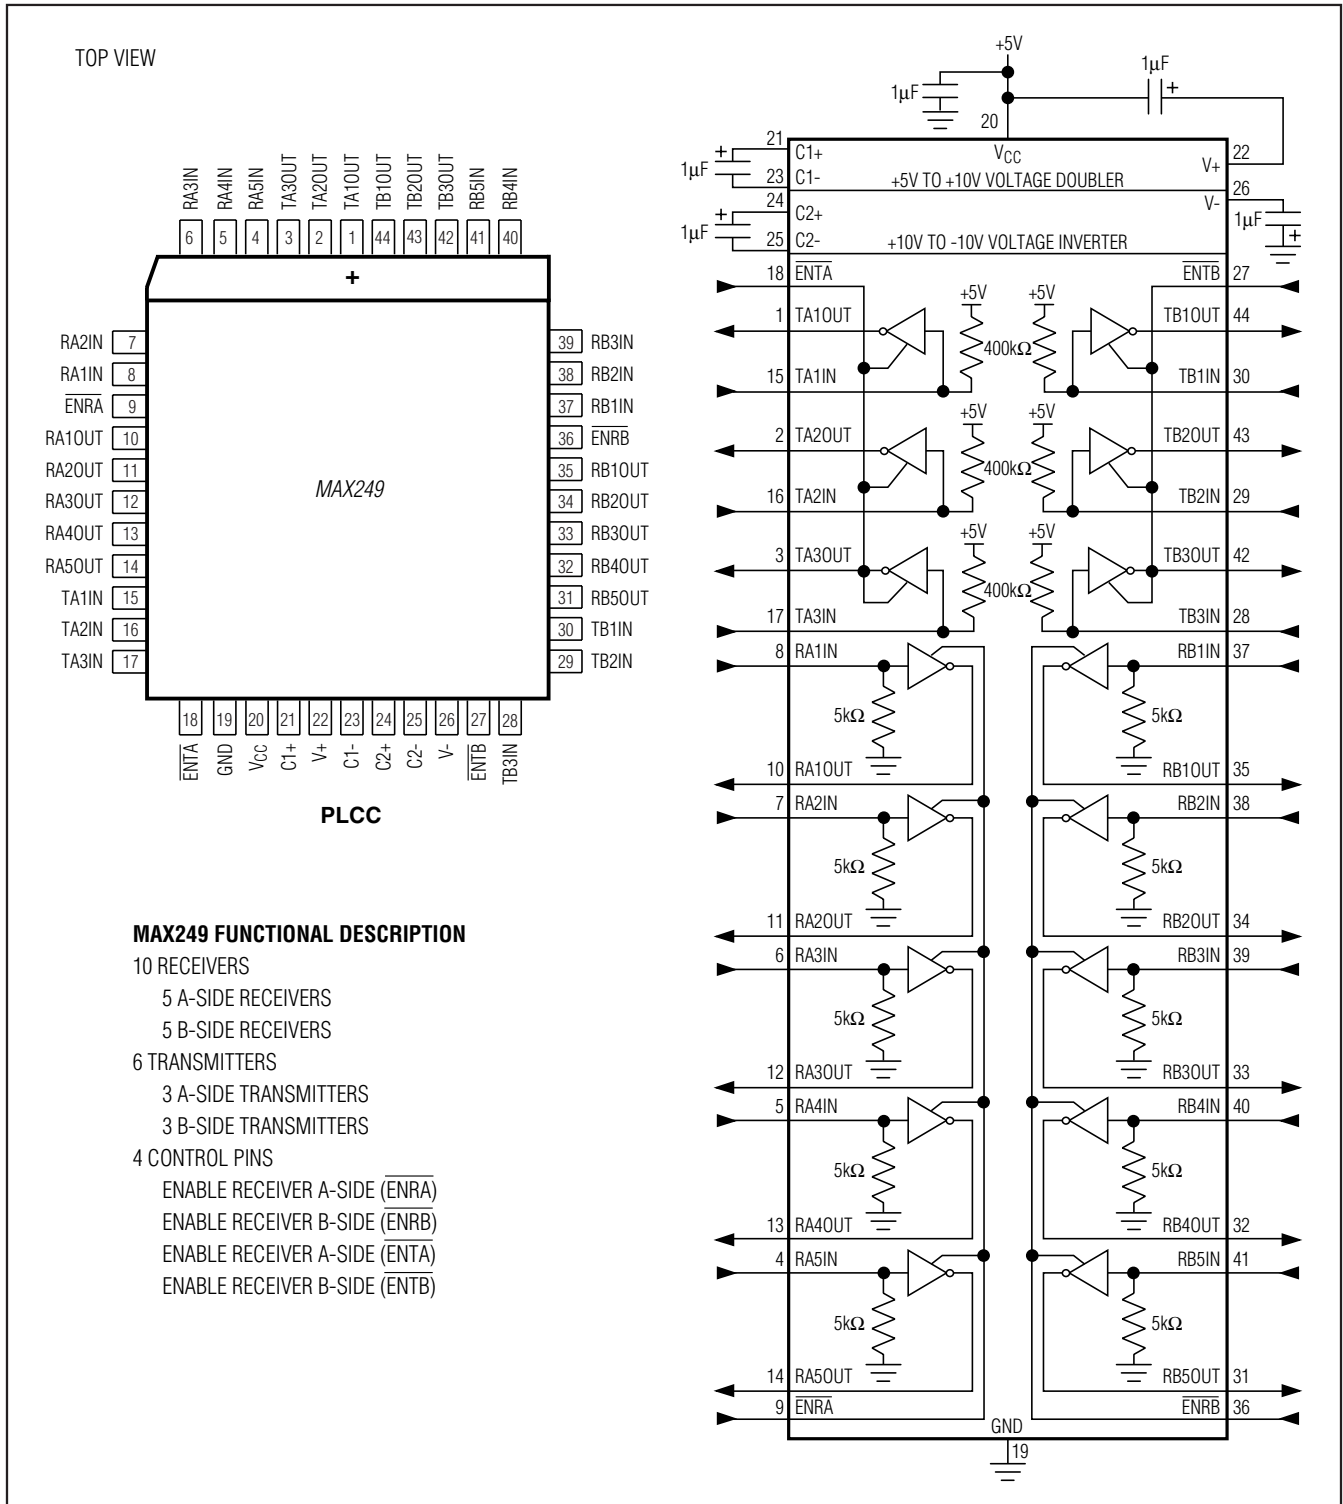 TOP VIEW
RA3IN
RA4IN
RA5IN
TA3OUT
TA2OUT
TA1OUT
TB1OUT
TB2OUT
TB3OUT
RB5IN
RB4IN
6 5 4 3 2 1 44 43 42 41 40
+
RA2IN 7
RA1IN 8
E̅N̅R̅A̅ 9
RA1OUT 10
RA2OUT 11
RA3OUT 12
RA4OUT 13
RA5OUT 14
TA1IN 15
TA2IN 16
TA3IN 17
MAX249
39 RB3IN
38 RB2IN
37 RB1IN
36 E̅N̅R̅B̅
35 RB1OUT
34 RB2OUT
33 RB3OUT
32 RB4OUT
31 RB5OUT
30 TB1IN
29 TB2IN
18 19 20 21 22 23 24 25 26 27 28
E̅N̅T̅A̅
GND
VCC
C1+
V+
C1-
C2+
C2-
V-
E̅N̅T̅B̅
TB3IN
PLCC
MAX249 FUNCTIONAL DESCRIPTION
10 RECEIVERS
5 A-SIDE RECEIVERS
5 B-SIDE RECEIVERS
6 TRANSMITTERS
3 A-SIDE TRANSMITTERS
3 B-SIDE TRANSMITTERS
4 CONTROL PINS
ENABLE RECEIVER A-SIDE (E̅N̅R̅A̅)
ENABLE RECEIVER B-SIDE (E̅N̅R̅B̅)
ENABLE RECEIVER A-SIDE (E̅N̅T̅A̅)
ENABLE RECEIVER B-SIDE (E̅N̅T̅B̅)
+5V
1µF
1µF +
20
VCC
21 C1+
+ 1µF
23 C1-
+5V TO +10V VOLTAGE DOUBLER
V+ 22
V- 26
1µF +
24 C2+
+ 1µF
25 C2-
+10V TO -10V VOLTAGE INVERTER
18 E̅N̅T̅A̅
E̅N̅T̅B̅ 27
+5V +5V
1 TA1OUT
TB1OUT 44
400kΩ
15 TA1IN
TB1IN 30
+5V +5V
2 TA2OUT
TB2OUT 43
400kΩ
16 TA2IN
TB2IN 29
+5V +5V
3 TA3OUT
TB3OUT 42
400kΩ
17 TA3IN
TB3IN 28
8 RA1IN
RB1IN 37
5kΩ 5kΩ
10 RA1OUT
RB1OUT 35
7 RA2IN
RB2IN 38
5kΩ 5kΩ
11 RA2OUT
RB2OUT 34
6 RA3IN
RB3IN 39
5kΩ 5kΩ
12 RA3OUT
RB3OUT 33
5 RA4IN
RB4IN 40
5kΩ 5kΩ
13 RA4OUT
RB4OUT 32
4 RA5IN
RB5IN 41
5kΩ 5kΩ
14 RA5OUT
RB5OUT 31
9 E̅N̅R̅A̅
E̅N̅R̅B̅ 36
GND
19